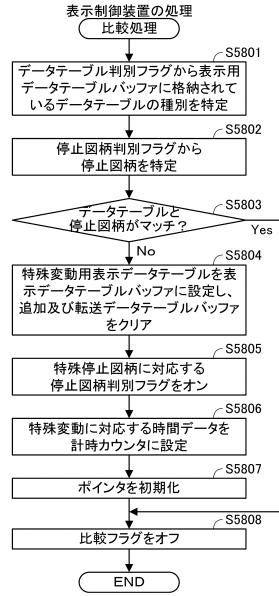 表示制御装置の処理
比較処理
S5801
データテーブル判別フラグから表示用
データテーブルバッファに格納されて
いるデータテーブルの種別を特定
S5802
停止図柄判別フラグから
停止図柄を特定
S5803
データテーブルと
停止図柄がマッチ？
Yes
No
S5804
特殊変動用表示データテーブルを表
示データテーブルバッファに設定し、
追加及び転送データテーブルバッファ
をクリア
S5805
特殊停止図柄に対応する
停止図柄判別フラグをオン
S5806
特殊変動に対応する時間データを
計時カウンタに設定
S5807
ポインタを初期化
S5808
比較フラグをオフ
END